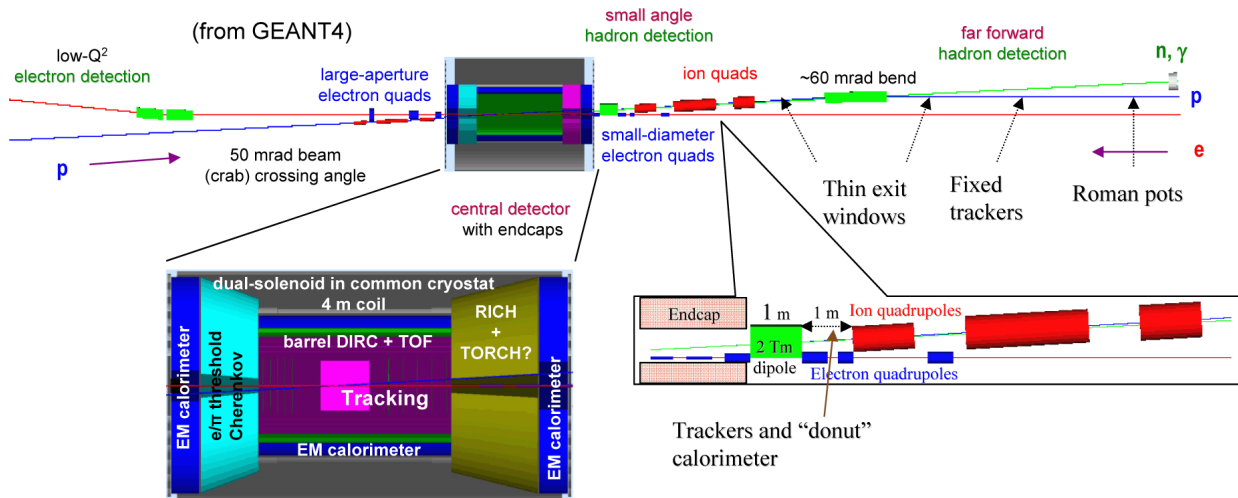 (from GEANT4)
low-Q²
electron detection
large-aperture
electron quads
small angle
hadron detection
ion quads
~60 mrad bend
far forward
hadron detection
n, γ
p
p
50 mrad beam
(crab) crossing angle
small-diameter
electron quads
e
Thin exit
windows
Fixed
trackers
Roman pots
central detector
with endcaps
dual-solenoid in common cryostat
4 m coil
barrel DIRC + TOF
RICH
+
TORCH?
EM calorimeter
e/π threshold
Cherenkov
Tracking
EM calorimeter
EM calorimeter
Endcap
1 m
1 m
Ion quadrupoles
2 Tm
dipole
Electron quadrupoles
Trackers and “donut”
calorimeter